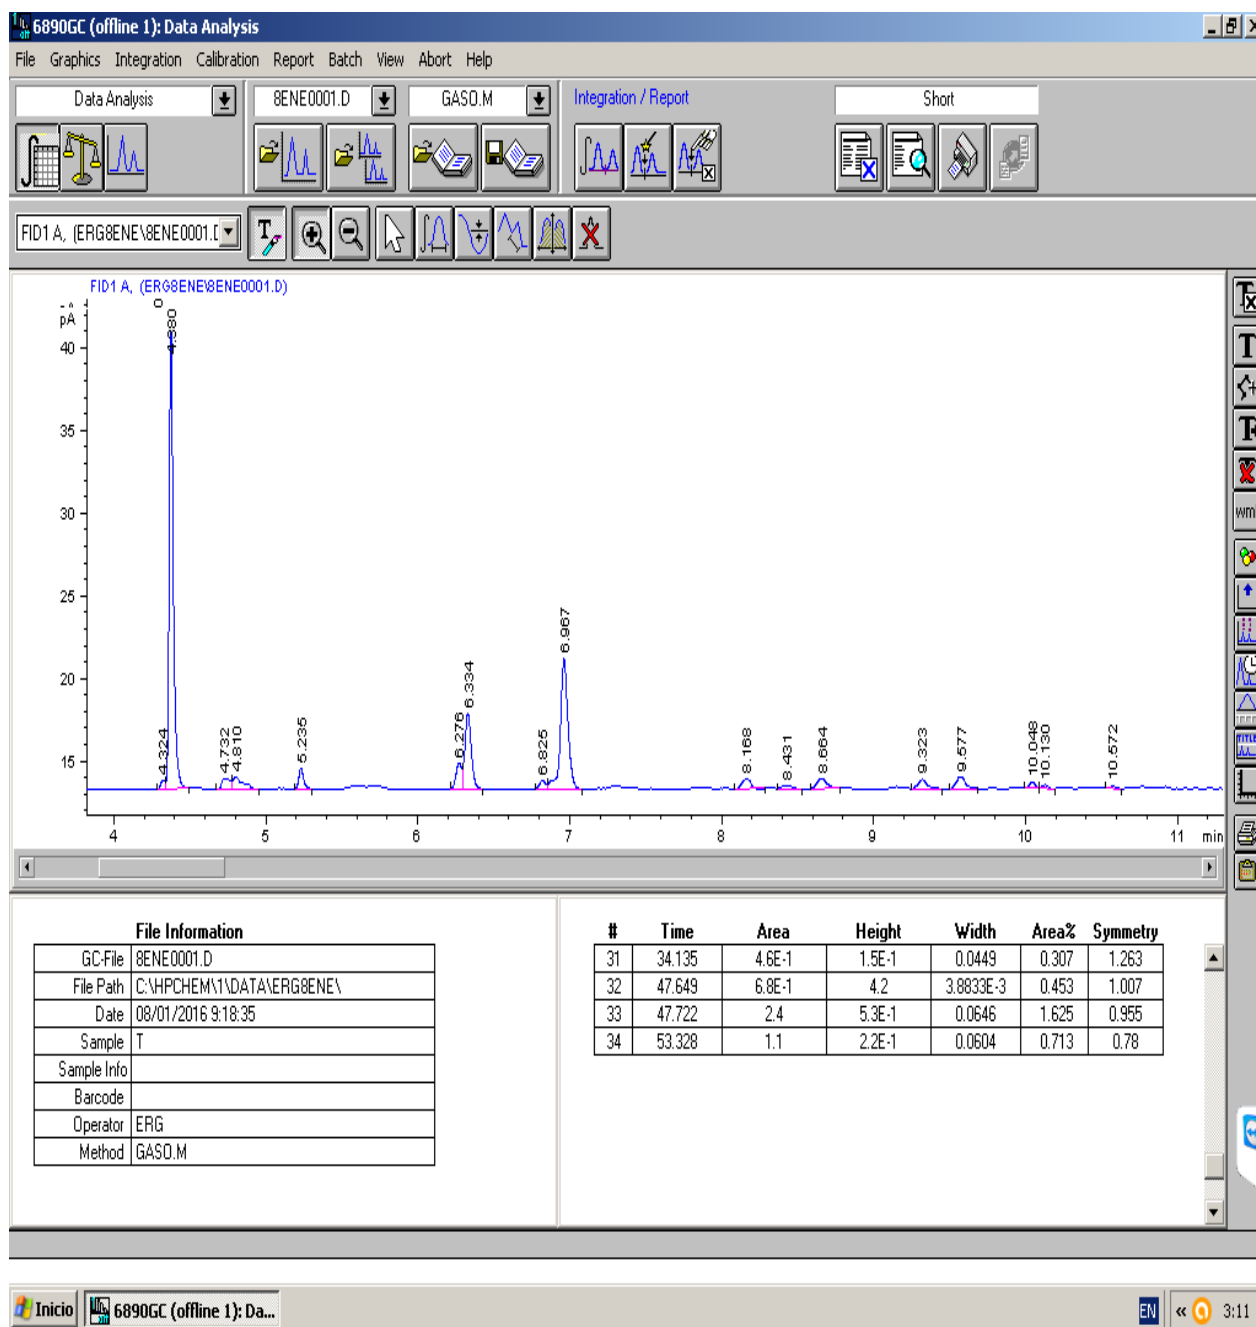 6890GC (offline 1): Data Analysis
File Graphics Integration Calibration Report Batch View Abort Help
Data Analysis 8ENE0001.D GASO.M Integration / Report Short
FID1 A, (ERG8ENE\8ENE0001.D
FID1 A, (ERG8ENE\8ENE0001.D)
pA
40
35
30
25
20
15
4.324
4.380
4.732
4.810
5.235
6.276
6.334
6.825
6.967
8.168
8.431
8.664
9.323
9.577
10.048
10.130
10.572
4 5 6 7 8 9 10 11 min
File Information
GC-File 8ENE0001.D
File Path C:\HPCHEM\1\DATA\ERG8ENE\
Date 08/01/2016 9:18:35
Sample T
Sample Info
Barcode
Operator ERG
Method GASO.M
# Time Area Height Width Area% Symmetry
31 34.135 4.6E-1 1.5E-1 0.0449 0.307 1.263
32 47.649 6.8E-1 4.2 3.8833E-3 0.453 1.007
33 47.722 2.4 5.3E-1 0.0646 1.625 0.955
34 53.328 1.1 2.2E-1 0.0604 0.713 0.78
wm
TITLE
Inicio 6890GC (offline 1): Da... EN « 3:11